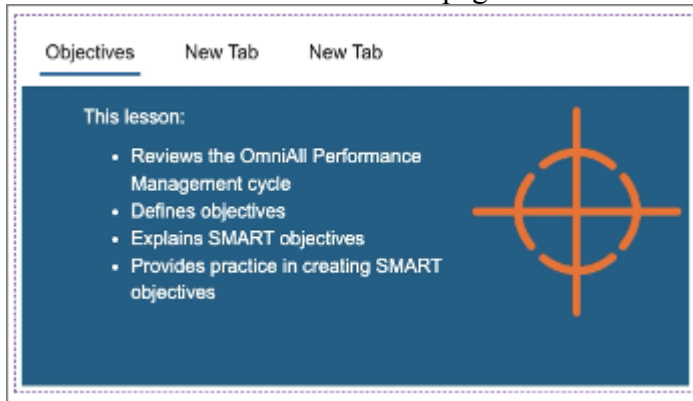 Objectives New Tab New Tab
This lesson:
• Reviews the OmniAll Performance
Management cycle
• Defines objectives
• Explains SMART objectives
• Provides practice in creating SMART
objectives